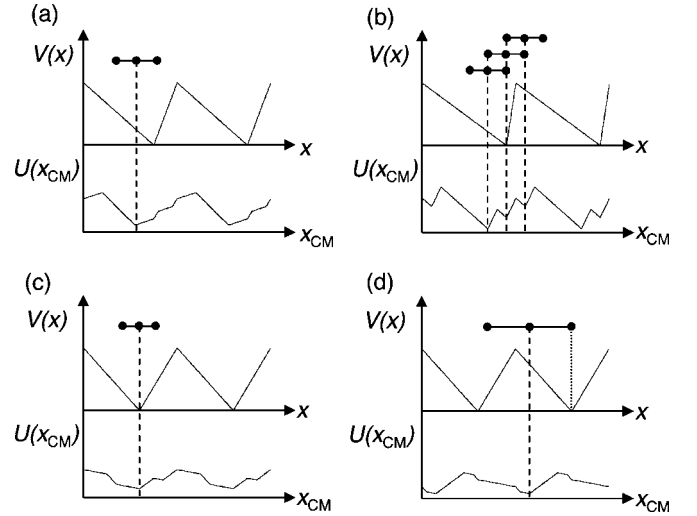 (a)
V(x)
x
U(xCM)
xCM
(b)
V(x)
x
U(xCM)
xCM
(c)
V(x)
x
U(xCM)
xCM
(d)
V(x)
x
U(xCM)
xCM